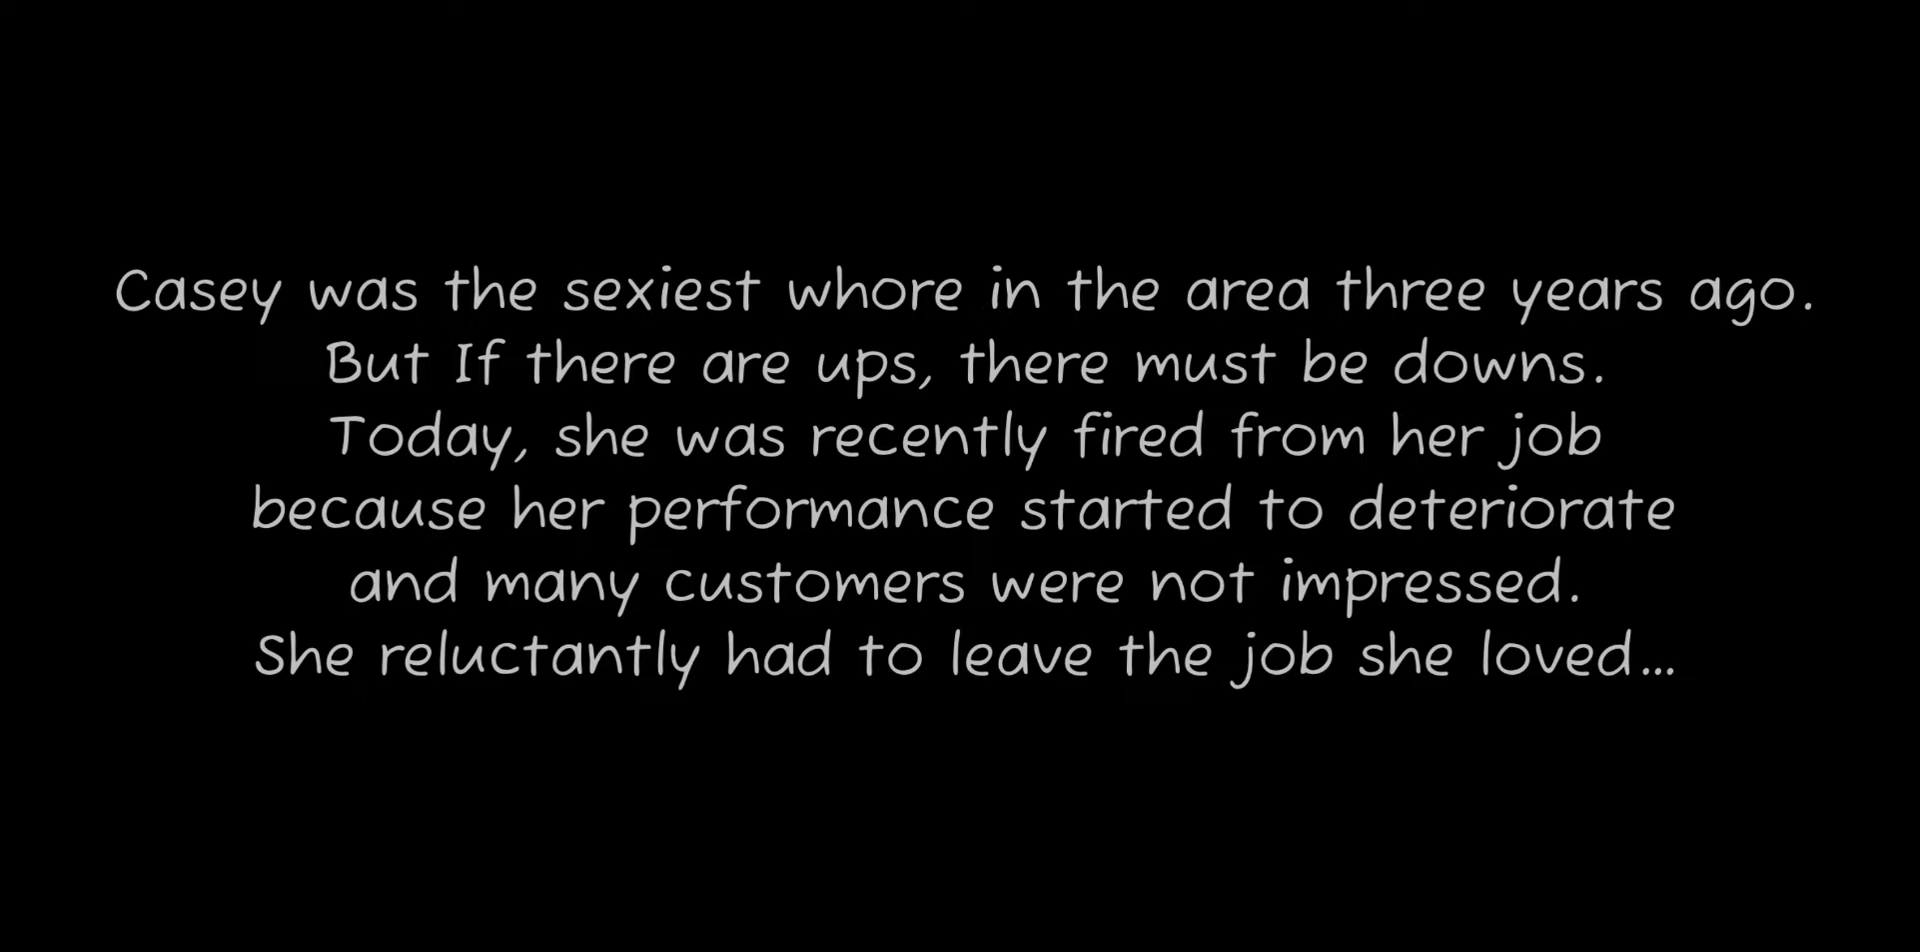 Casey was the sexiest whore in the area three years ago.
But If there are ups, there must be downs.
Today, she was recently fired from her job
because her performance started to deteriorate
and many customers were not impressed.
She reluctantly had to leave the job she loved...